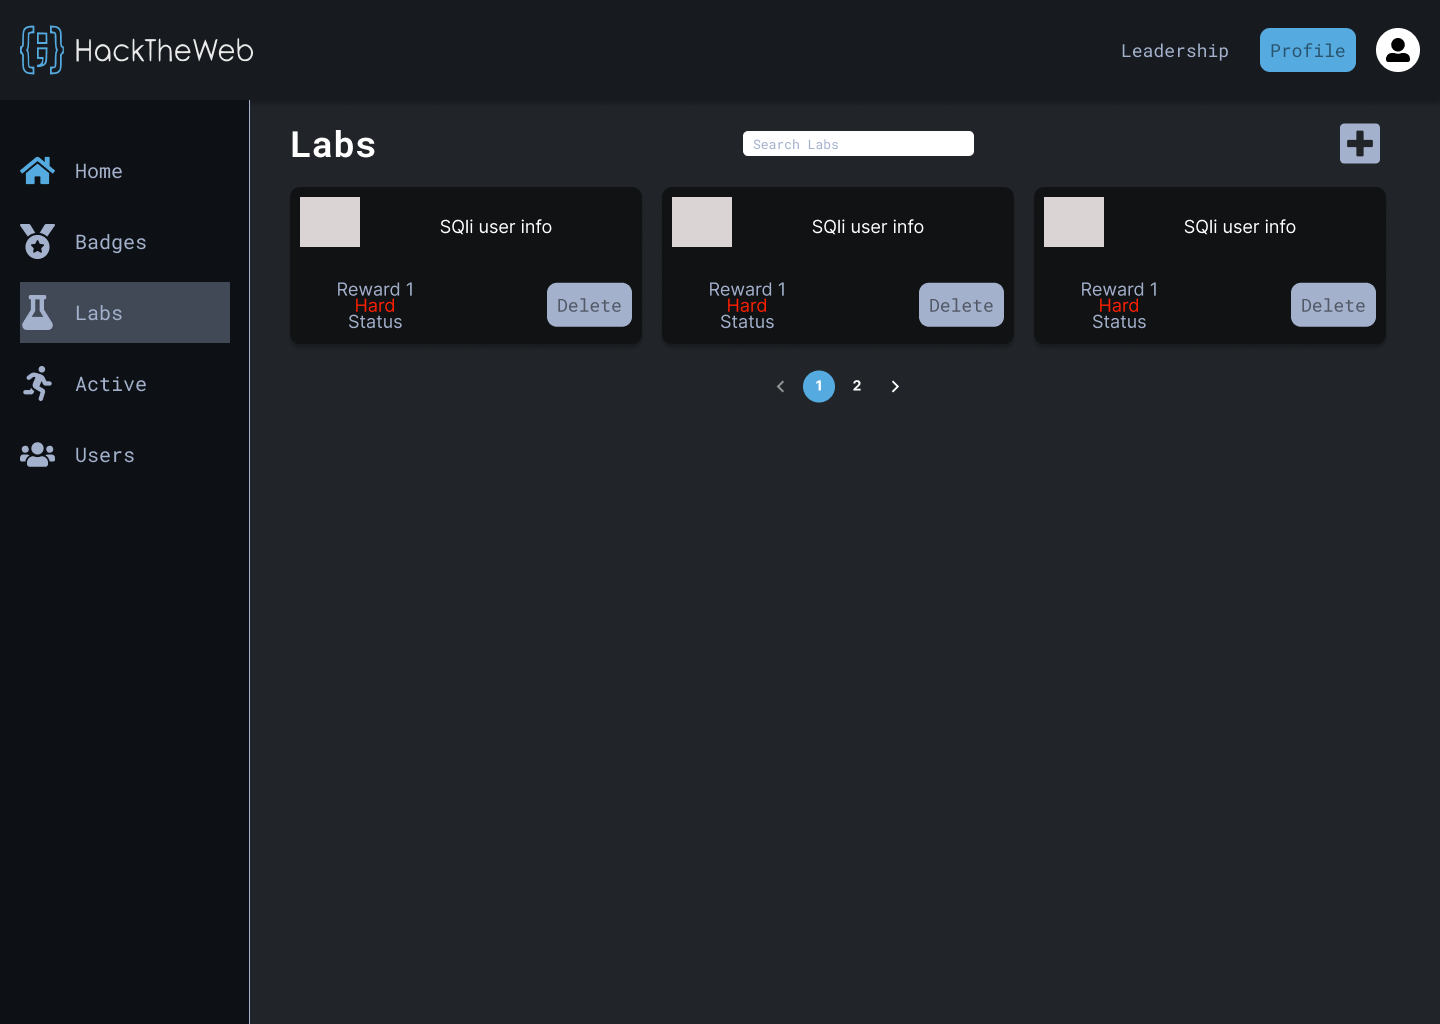 HackTheWeb
Leadership
Profile
Home
Badges
Labs
Active
Users
Labs
Search Labs
SQli user info
Reward 1
Hard
Status
Delete
SQli user info
Reward 1
Hard
Status
Delete
SQli user info
Reward 1
Hard
Status
Delete
1 2